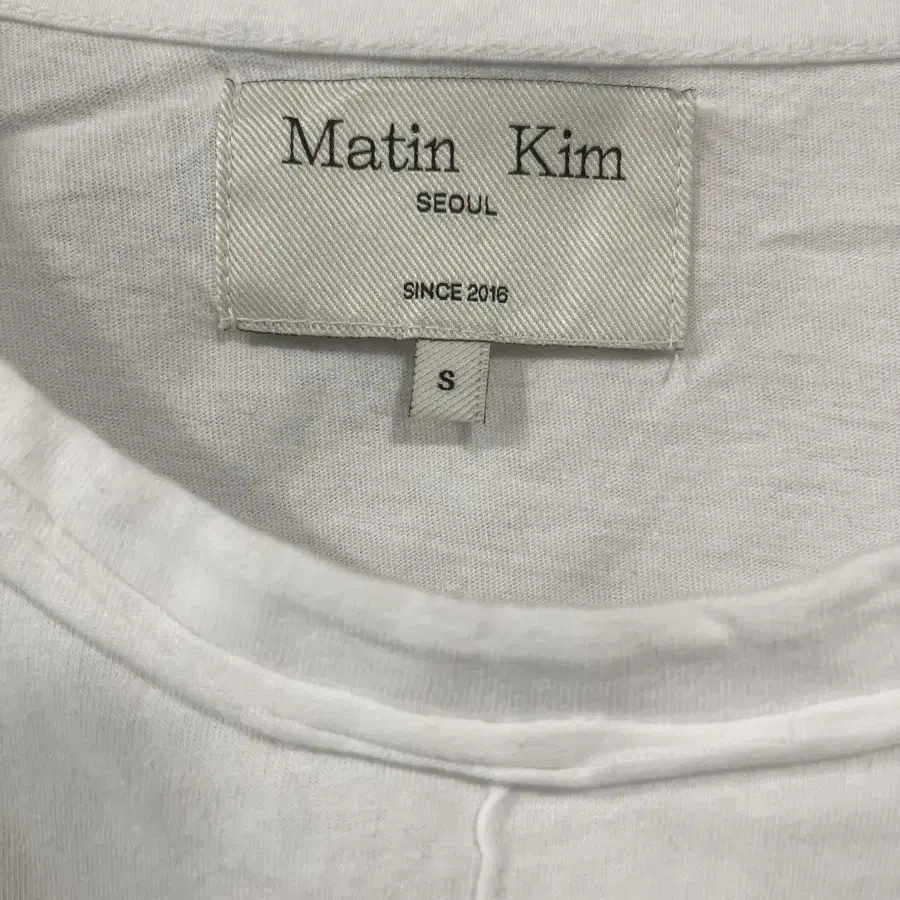 Matin Kim
SEOUL
SINCE 2016
S